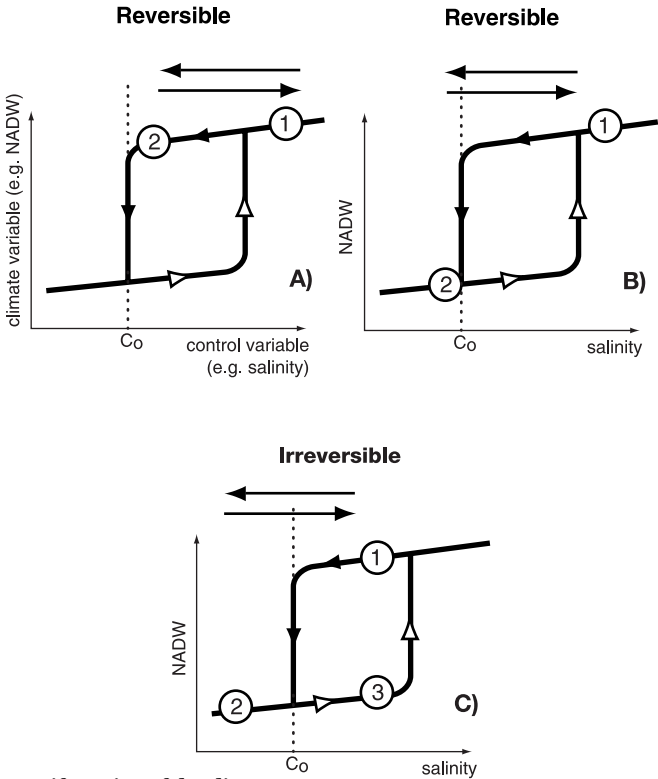 Reversible
climate variable (e.g. NADW)
1
2
A)
Co
control variable
(e.g. salinity)
Reversible
NADW
1
2
B)
Co
salinity
Irreversible
NADW
1
2
3
C)
Co
salinity